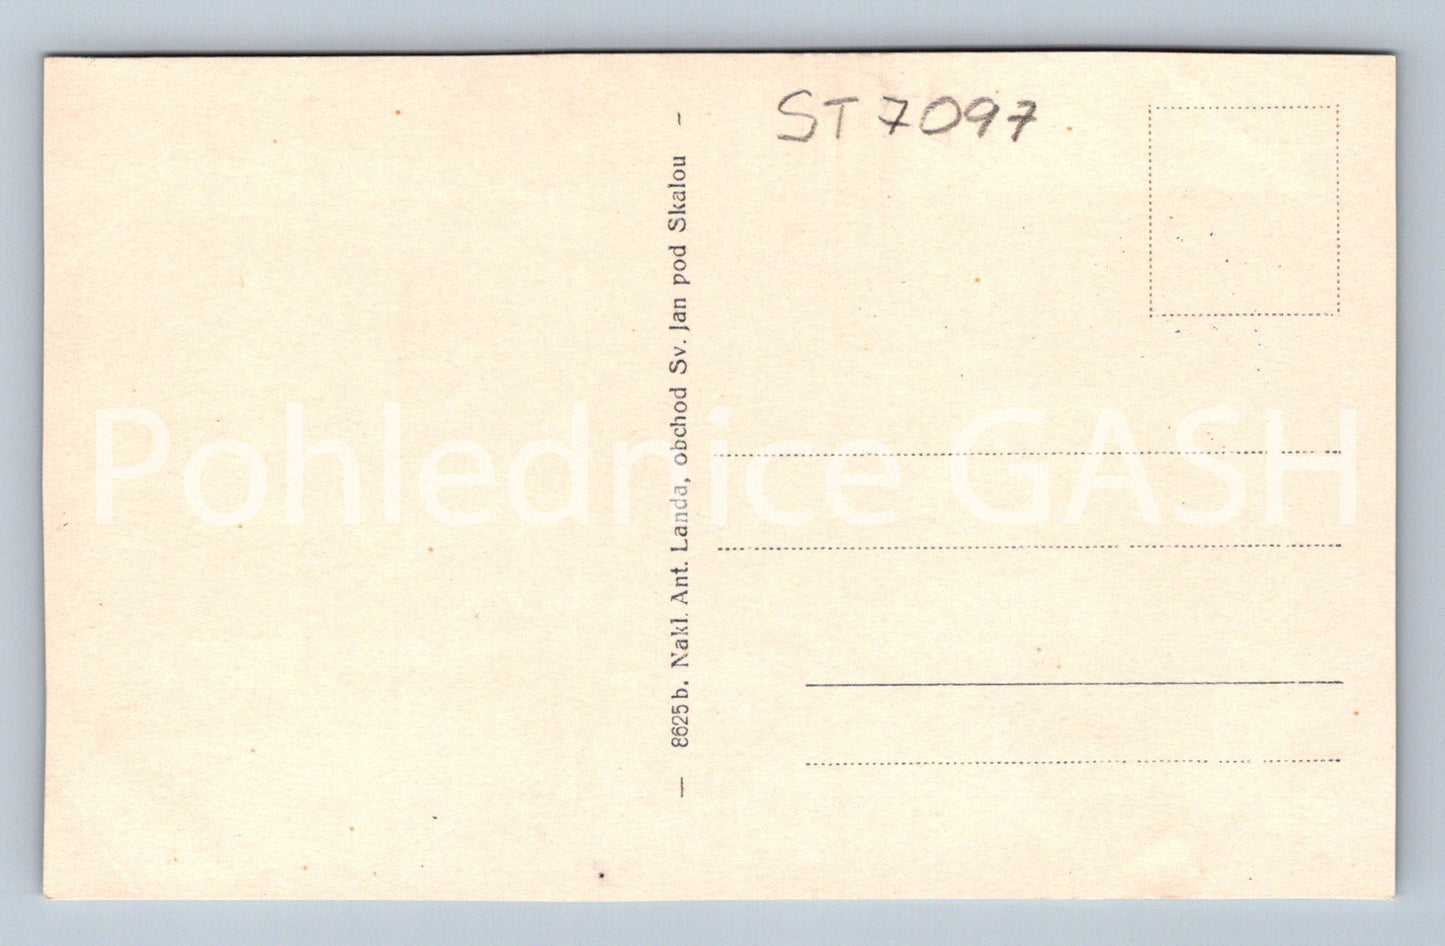 ST 7097
— 8625 b. Nakl. Ant. Landa, obchod Sv. Jan pod Skalou —
Pohlednice GASH